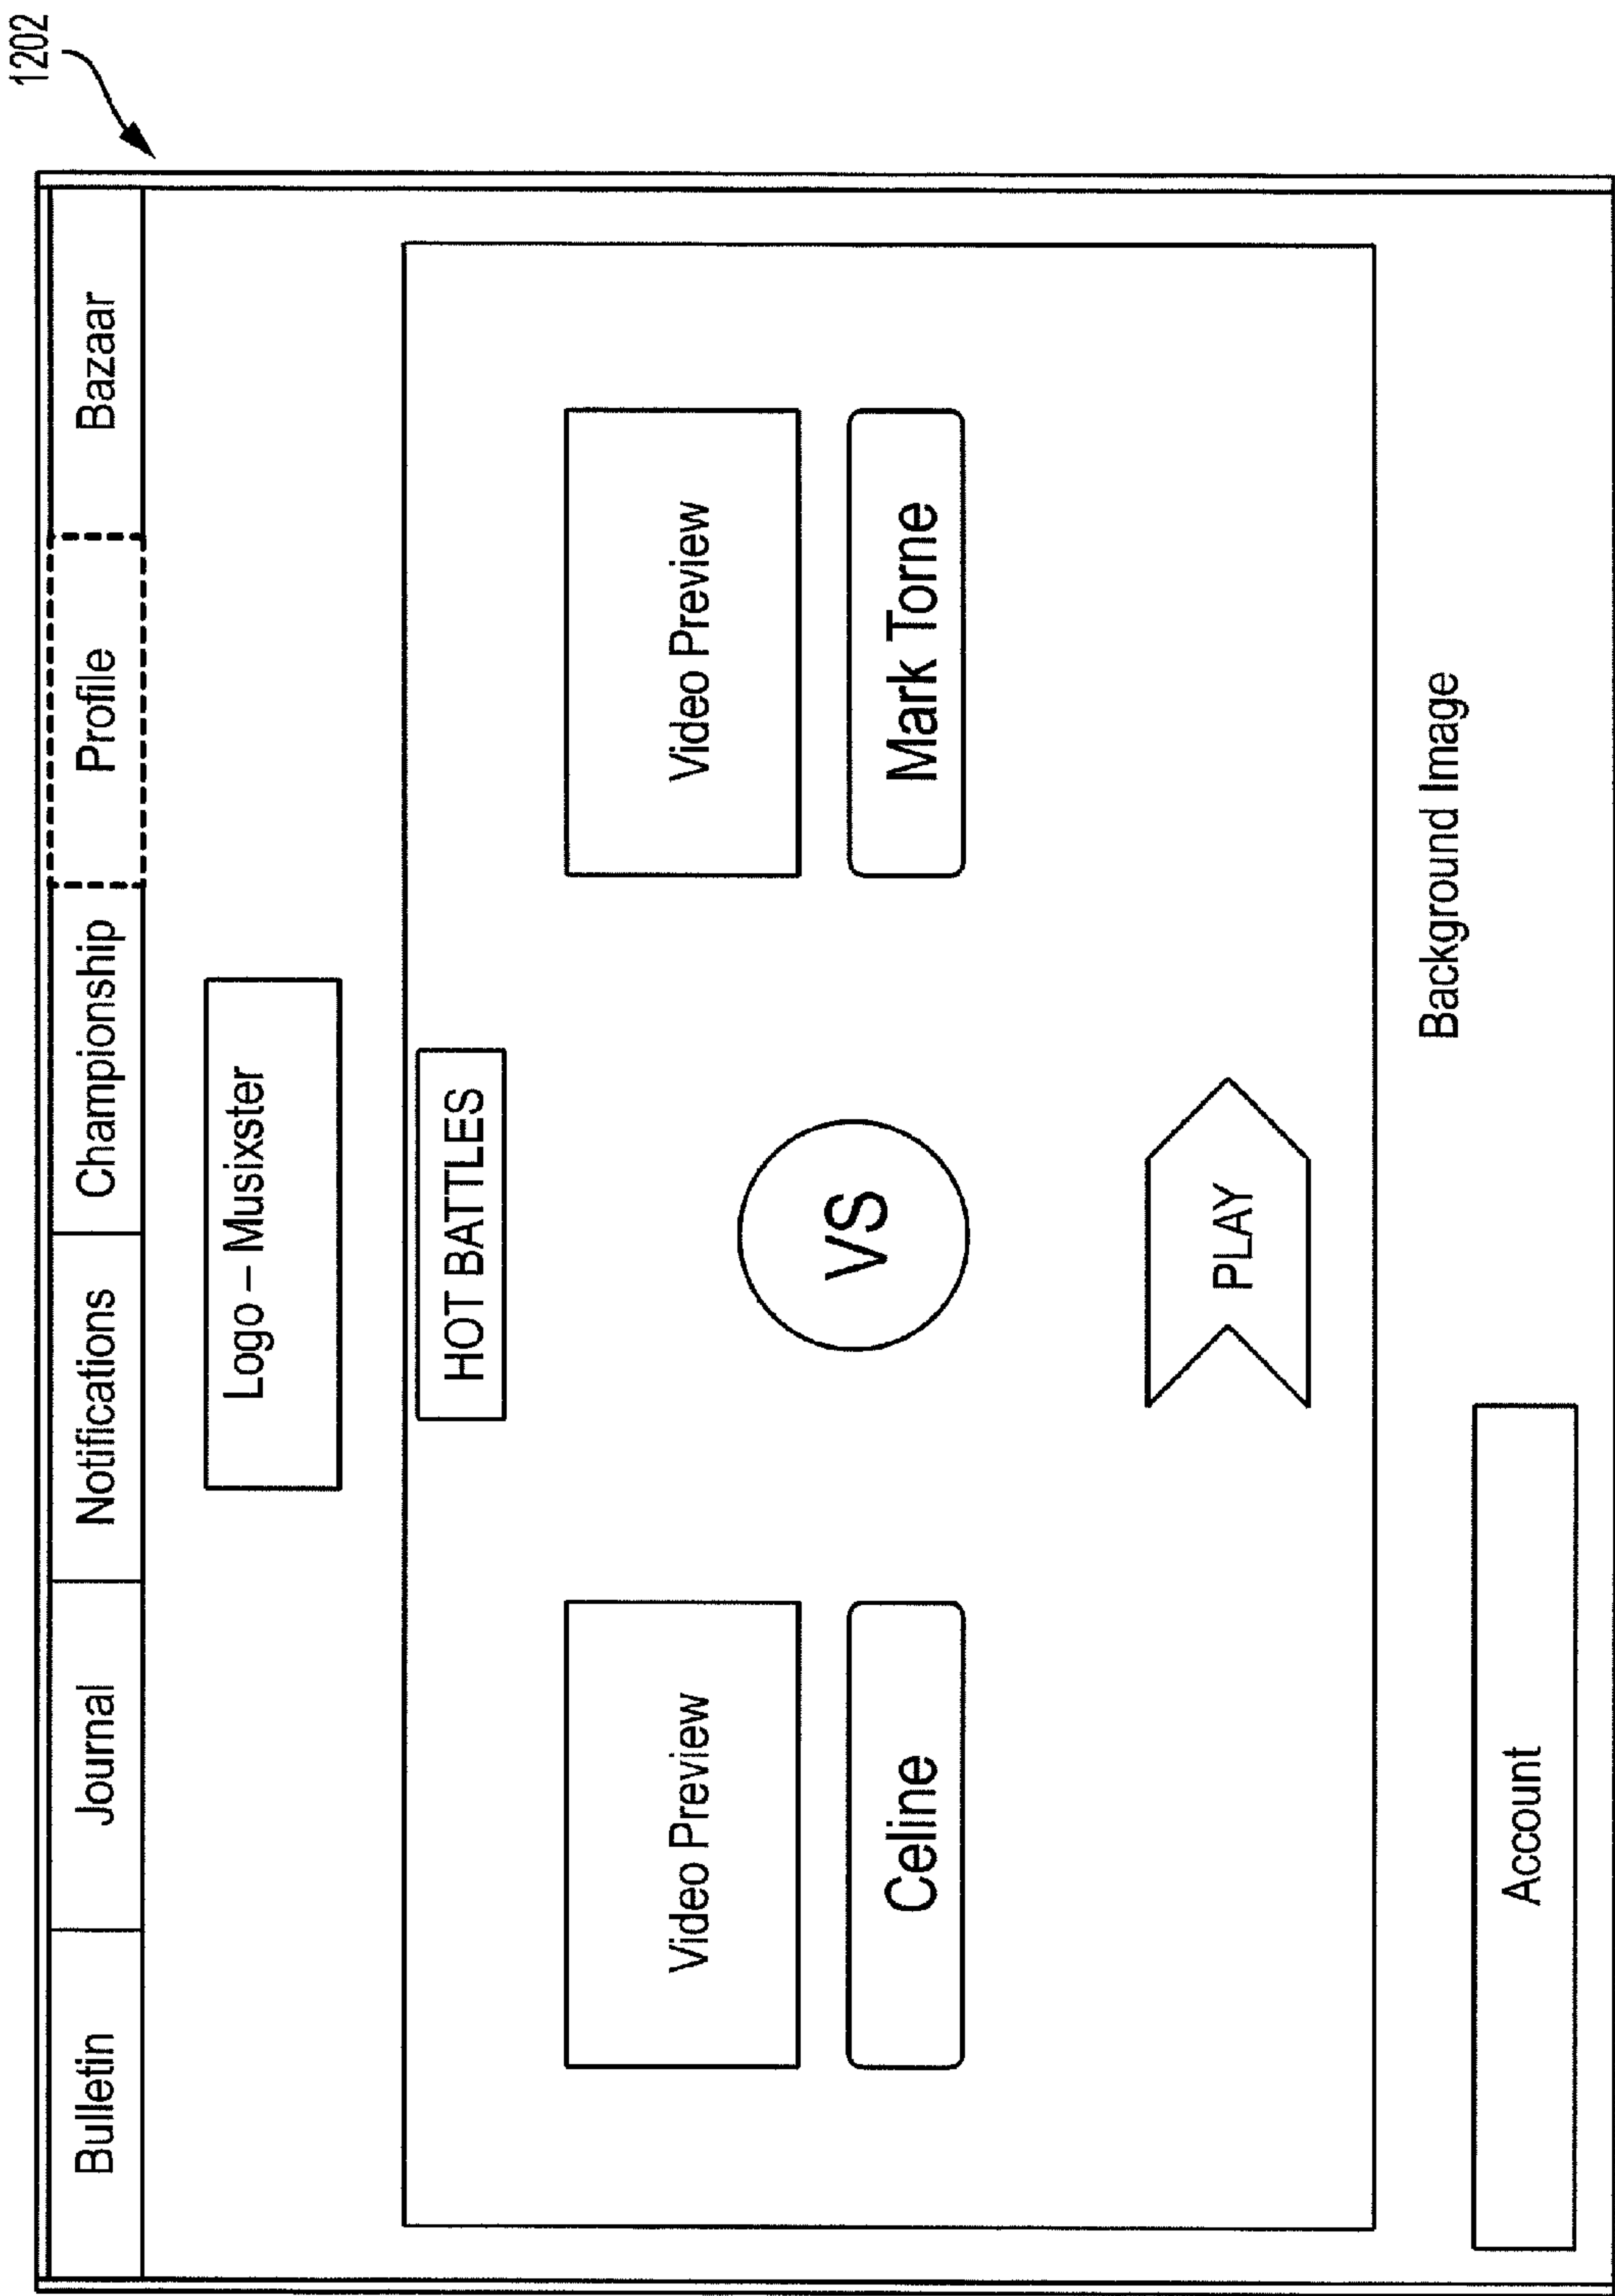 1202
Bulletin
Journal
Notifications
Championship
Profile
Bazaar
Logo – Musixster
HOT BATTLES
Video Preview
Video Preview
VS
Celine
Mark Torne
PLAY
Background Image
Account